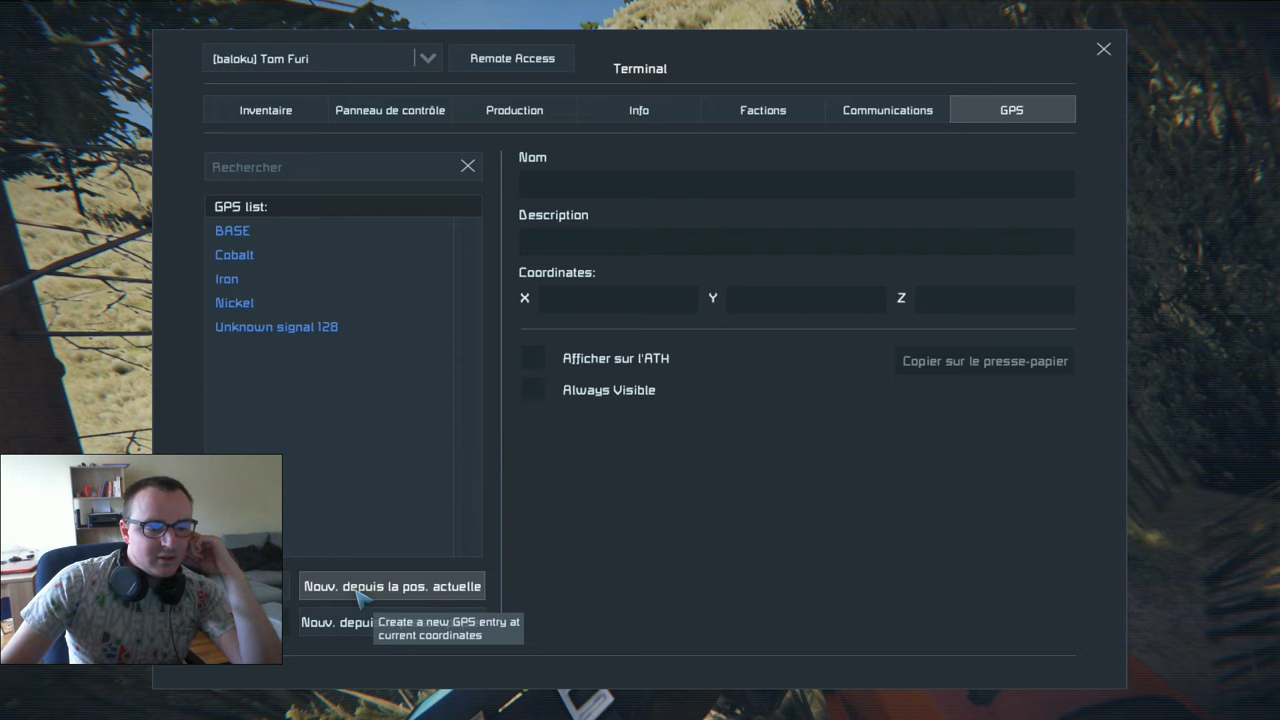 [baloku] Tom Furi
Remote Access
Terminal
Inventaire
Panneau de contrôle
Production
Info
Factions
Communications
GPS
Rechercher
GPS list:
BASE
Cobalt
Iron
Nickel
Unknown signal 128
Nom
Description
Coordinates:
X
Y
Z
Afficher sur l'ATH
Copier sur le presse-papier
Always Visible
Nouv. depuis la pos. actuelle
Nouv. depui
Create a new GPS entry at
current coordinates